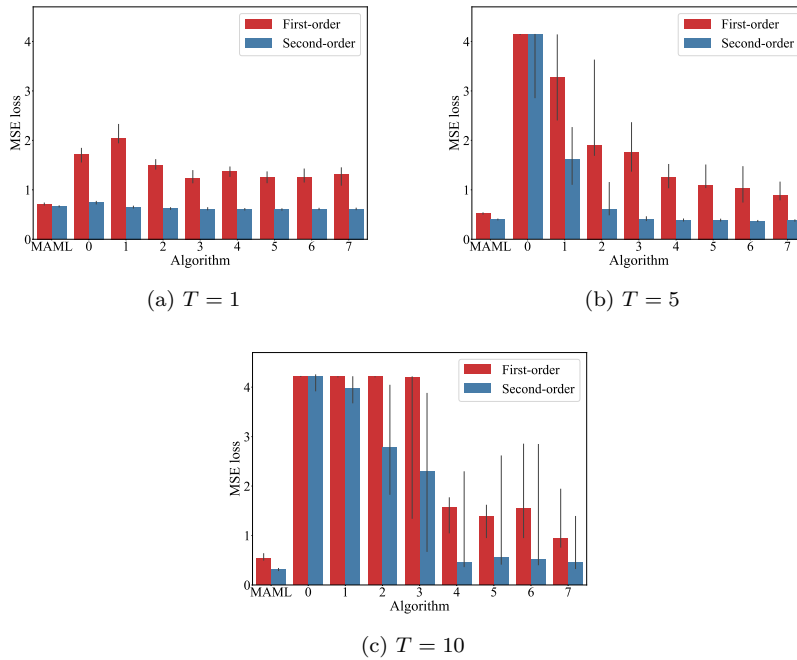 First-order
Second-order
4
3
2
1
0
MSE loss
MAML 0 1 2 3 4 5 6 7
Algorithm
(a) T = 1
First-order
Second-order
4
3
2
1
0
MSE loss
MAML 0 1 2 3 4 5 6 7
Algorithm
(b) T = 5
First-order
Second-order
4
3
2
1
0
MSE loss
MAML 0 1 2 3 4 5 6 7
Algorithm
(c) T = 10